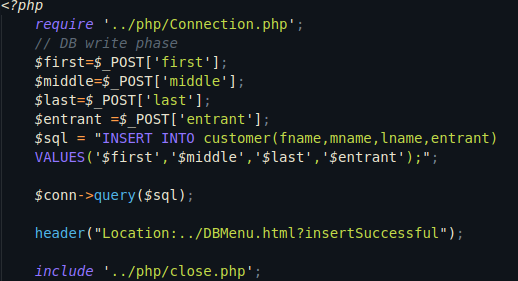 <?php
require '../php/Connection.php';
// DB write phase
$first=$_POST['first'];
$middle=$_POST['middle'];
$last=$_POST['last'];
$entrant =$_POST['entrant'];
$sql = "INSERT INTO customer(fname,mname,lname,entrant)
VALUES('$first','$middle','$last','$entrant');";
$conn->query($sql);
header("Location:../DBMenu.html?insertSuccessful");
include '../php/close.php';